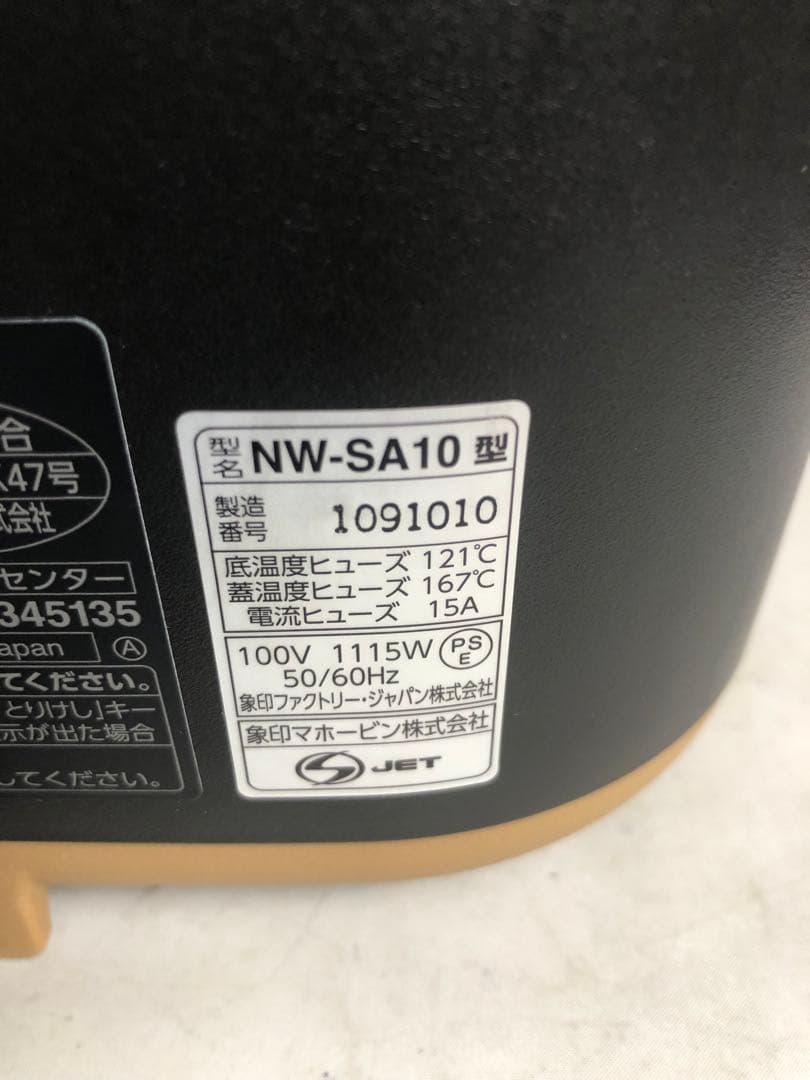 合
K47号
式会社
センター
345135
apan Ⓐ
てください。
とりけし」キー
示が出た場合
してください。
型名 NW-SA10 型
製造番号 1091010
底温度ヒューズ 121℃
蓋温度ヒューズ 167℃
電流ヒューズ 15A
100V 1115W PSE
50/60Hz
象印ファクトリー・ジャパン株式会社
象印マホービン株式会社
S JET